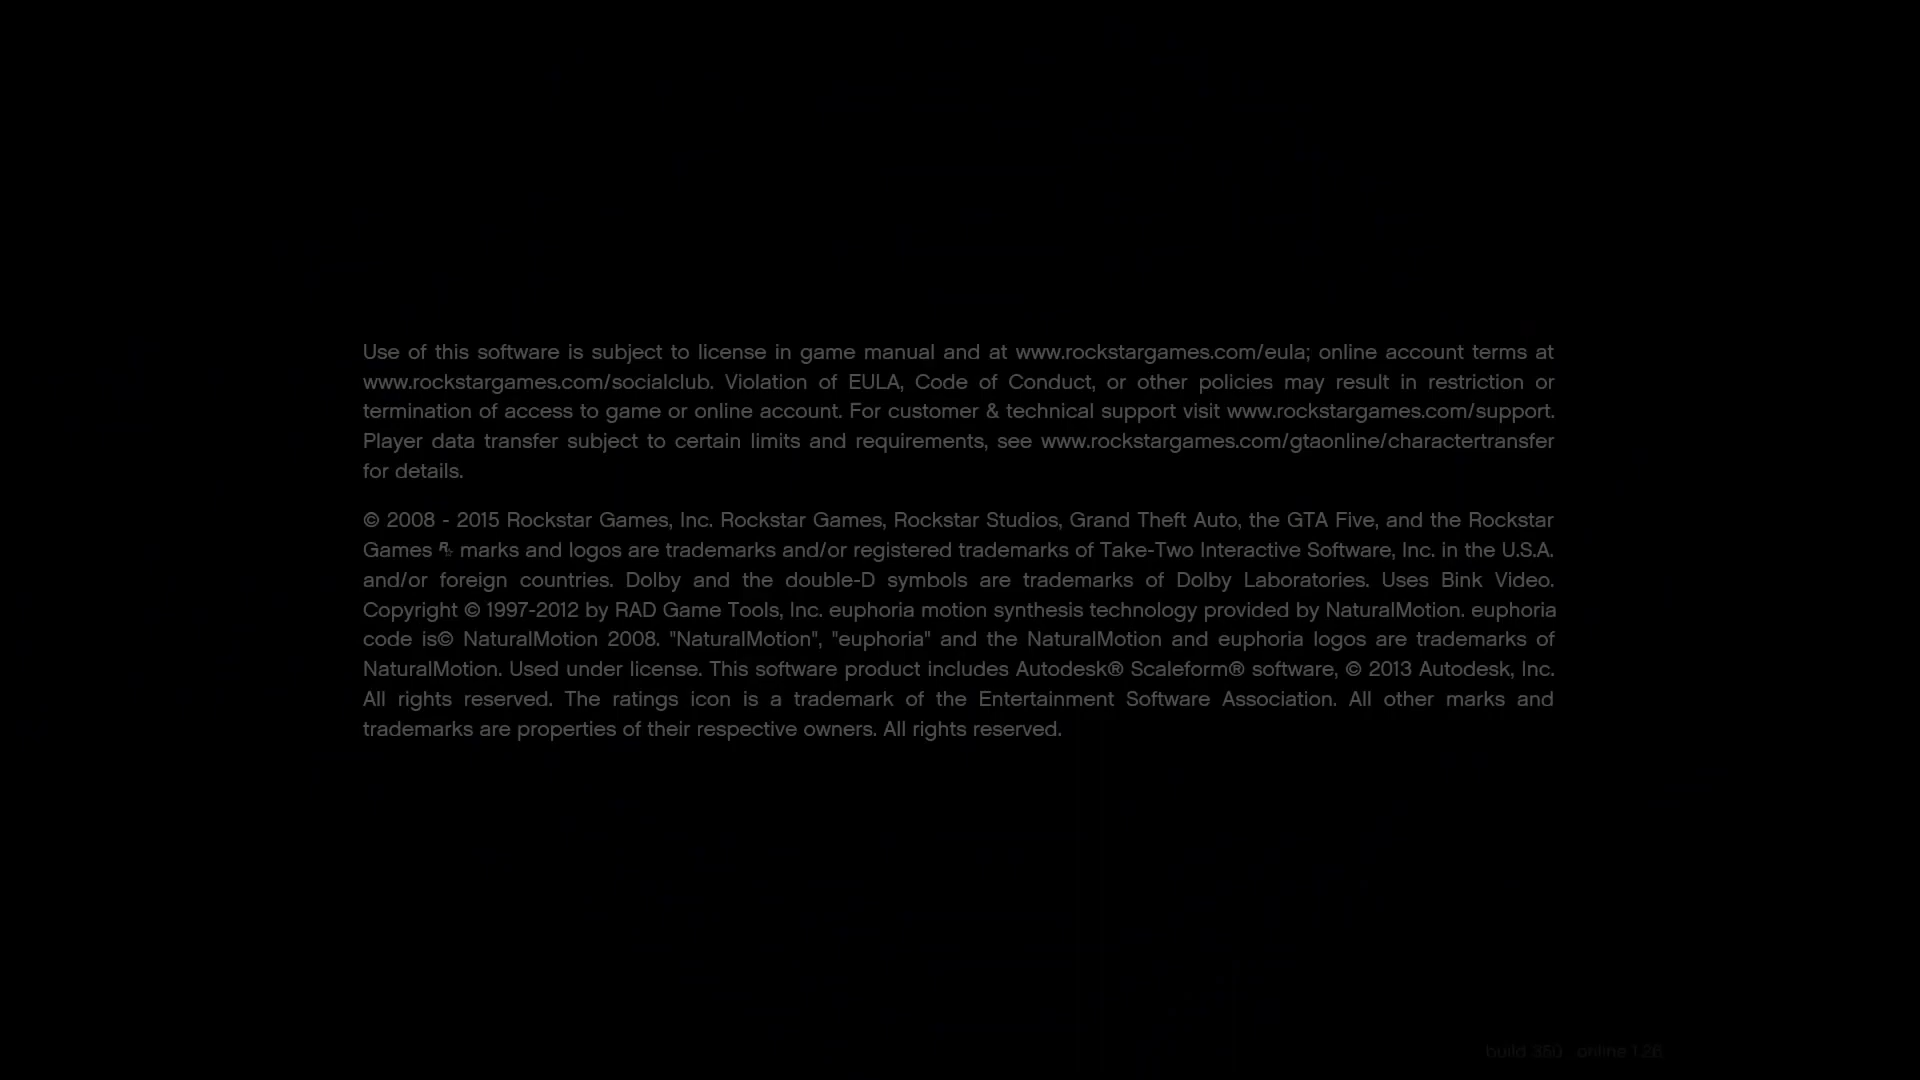 Use of this software is subject to license in game manual and at www.rockstargames.com/eula; online account terms at
www.rockstargames.com/socialclub. Violation of EULA, Code of Conduct, or other policies may result in restriction or
termination of access to game or online account. For customer & technical support visit www.rockstargames.com/support.
Player data transfer subject to certain limits and requirements, see www.rockstargames.com/gtaonline/charactertransfer
for details.
© 2008 - 2015 Rockstar Games, Inc. Rockstar Games, Rockstar Studios, Grand Theft Auto, the GTA Five, and the Rockstar
Games R* marks and logos are trademarks and/or registered trademarks of Take-Two Interactive Software, Inc. in the U.S.A.
and/or foreign countries. Dolby and the double-D symbols are trademarks of Dolby Laboratories. Uses Bink Video.
Copyright © 1997-2012 by RAD Game Tools, Inc. euphoria motion synthesis technology provided by NaturalMotion. euphoria
code is© NaturalMotion 2008. "NaturalMotion", "euphoria" and the NaturalMotion and euphoria logos are trademarks of
NaturalMotion. Used under license. This software product includes Autodesk® Scaleform® software, © 2013 Autodesk, Inc.
All rights reserved. The ratings icon is a trademark of the Entertainment Software Association. All other marks and
trademarks are properties of their respective owners. All rights reserved.
build 350 online 1.26